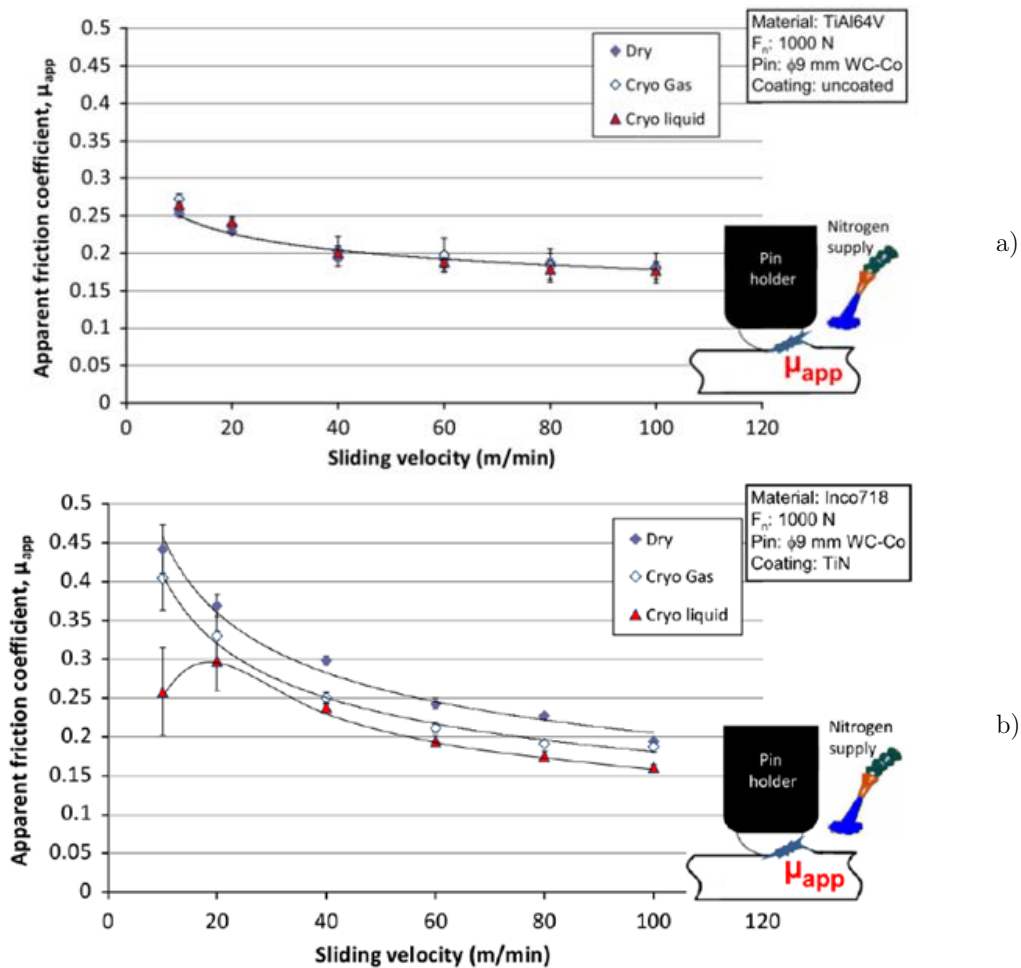 0.5
0.45
0.4
0.35
0.3
0.25
0.2
0.15
0.1
0.05
0
Apparent friction coefficient, μapp
Dry
Cryo Gas
Cryo liquid
Material: TiAl64V
Fn: 1000 N
Pin: ϕ9 mm WC-Co
Coating: uncoated
Pin
holder
Nitrogen
supply
μapp
a)
0 20 40 60 80 100 120
Sliding velocity (m/min)
0.5
0.45
0.4
0.35
0.3
0.25
0.2
0.15
0.1
0.05
0
Apparent friction coefficient, μapp
Dry
Cryo Gas
Cryo liquid
Material: Inco718
Fn: 1000 N
Pin: ϕ9 mm WC-Co
Coating: TiN
Pin
holder
Nitrogen
supply
μapp
b)
0 20 40 60 80 100 120
Sliding velocity (m/min)